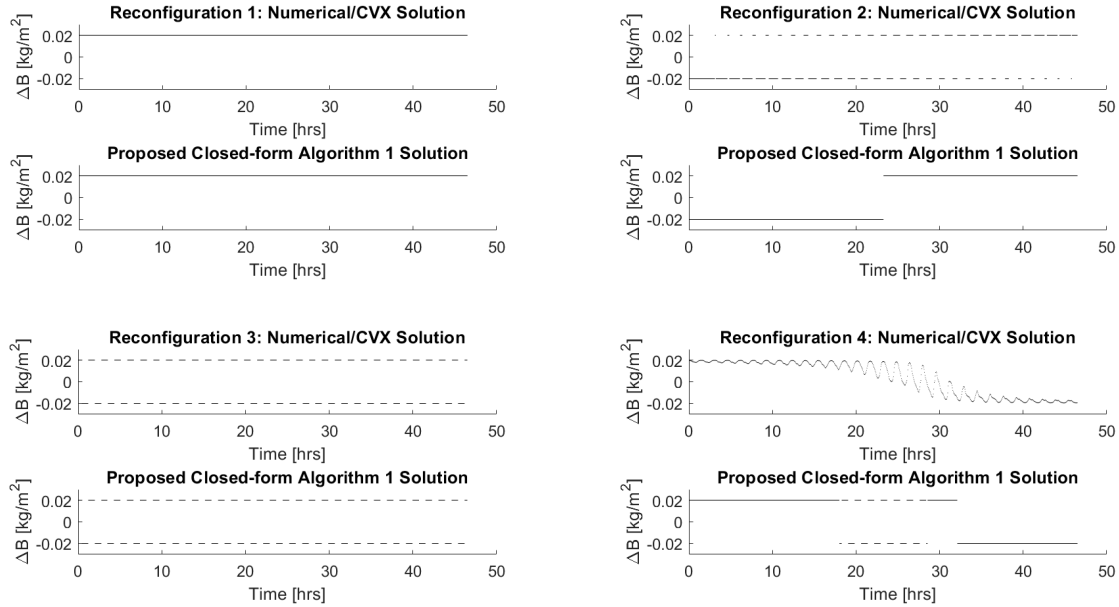 Reconfiguration 1: Numerical/CVX Solution
0.02
0
-0.02
ΔB [kg/m²]
0 10 20 30 40 50
Time [hrs]
Proposed Closed-form Algorithm 1 Solution
0.02
0
-0.02
ΔB [kg/m²]
0 10 20 30 40 50
Time [hrs]
Reconfiguration 2: Numerical/CVX Solution
0.02
0
-0.02
ΔB [kg/m²]
0 10 20 30 40 50
Time [hrs]
Proposed Closed-form Algorithm 1 Solution
0.02
0
-0.02
ΔB [kg/m²]
0 10 20 30 40 50
Time [hrs]
Reconfiguration 3: Numerical/CVX Solution
0.02
0
-0.02
ΔB [kg/m²]
0 10 20 30 40 50
Time [hrs]
Proposed Closed-form Algorithm 1 Solution
0.02
0
-0.02
ΔB [kg/m²]
0 10 20 30 40 50
Time [hrs]
Reconfiguration 4: Numerical/CVX Solution
0.02
0
-0.02
ΔB [kg/m²]
0 10 20 30 40 50
Time [hrs]
Proposed Closed-form Algorithm 1 Solution
0.02
0
-0.02
ΔB [kg/m²]
0 10 20 30 40 50
Time [hrs]